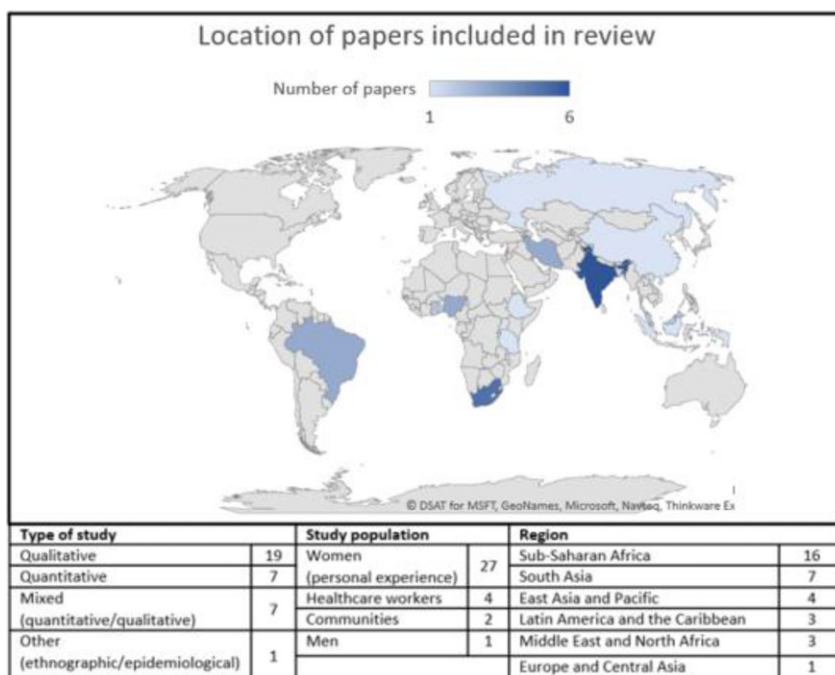 Location of papers included in review
Number of papers
1 6
© DSAT for MSFT, GeoNames, Microsoft, Navteq, Thinkware Ex
Type of study Study population Region
Qualitative 19 Women (personal experience) 27 Sub-Saharan Africa 16
Quantitative 7 South Asia 7
Mixed (quantitative/qualitative) 7 Healthcare workers 4 East Asia and Pacific 4
Communities 2 Latin America and the Caribbean 3
Other (ethnographic/epidemiological) 1 Men 1 Middle East and North Africa 3
Europe and Central Asia 1